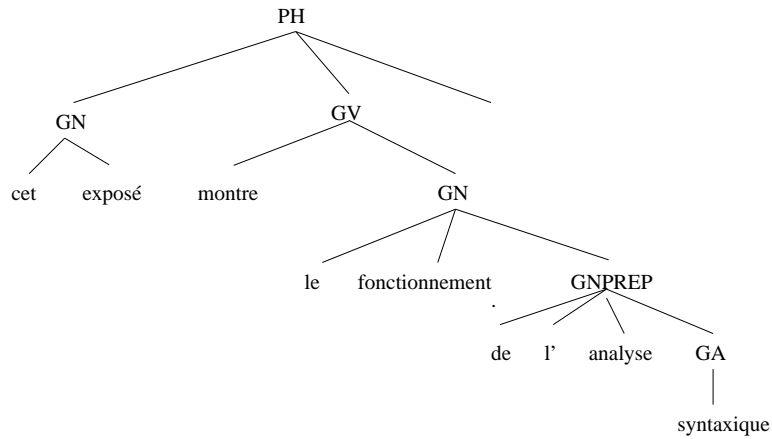 PH
GN GV
cet exposé montre GN
le fonctionnement GNPREP
.
de l' analyse GA
syntaxique